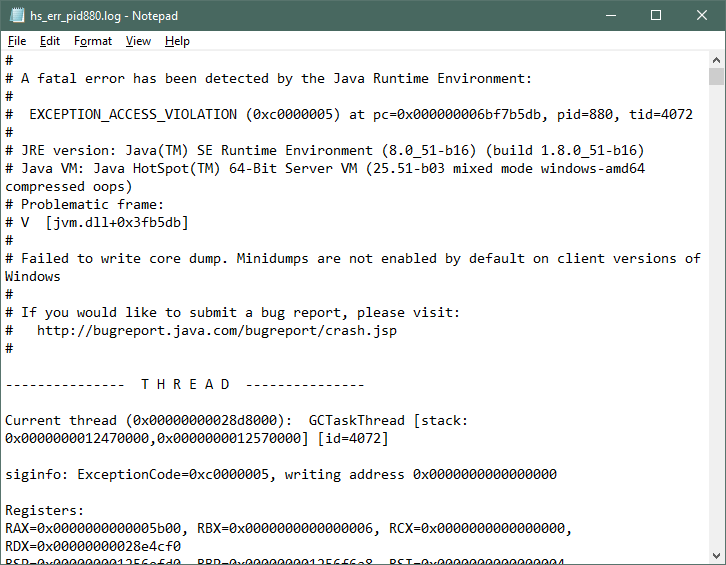 hs_err_pid880.log - Notepad
File Edit Format View Help
#
# A fatal error has been detected by the Java Runtime Environment:
#
#  EXCEPTION_ACCESS_VIOLATION (0xc0000005) at pc=0x000000006bf7b5db, pid=880, tid=4072
#
# JRE version: Java(TM) SE Runtime Environment (8.0_51-b16) (build 1.8.0_51-b16)
# Java VM: Java HotSpot(TM) 64-Bit Server VM (25.51-b03 mixed mode windows-amd64
compressed oops)
# Problematic frame:
# V  [jvm.dll+0x3fb5db]
#
# Failed to write core dump. Minidumps are not enabled by default on client versions of
Windows
#
# If you would like to submit a bug report, please visit:
#   http://bugreport.java.com/bugreport/crash.jsp
#
---------------  T H R E A D  ---------------
Current thread (0x00000000028d8000):  GCTaskThread [stack:
0x0000000012470000,0x0000000012570000] [id=4072]
siginfo: ExceptionCode=0xc0000005, writing address 0x0000000000000000
Registers:
RAX=0x0000000000005b00, RBX=0x0000000000000006, RCX=0x0000000000000000,
RDX=0x00000000028e4cf0